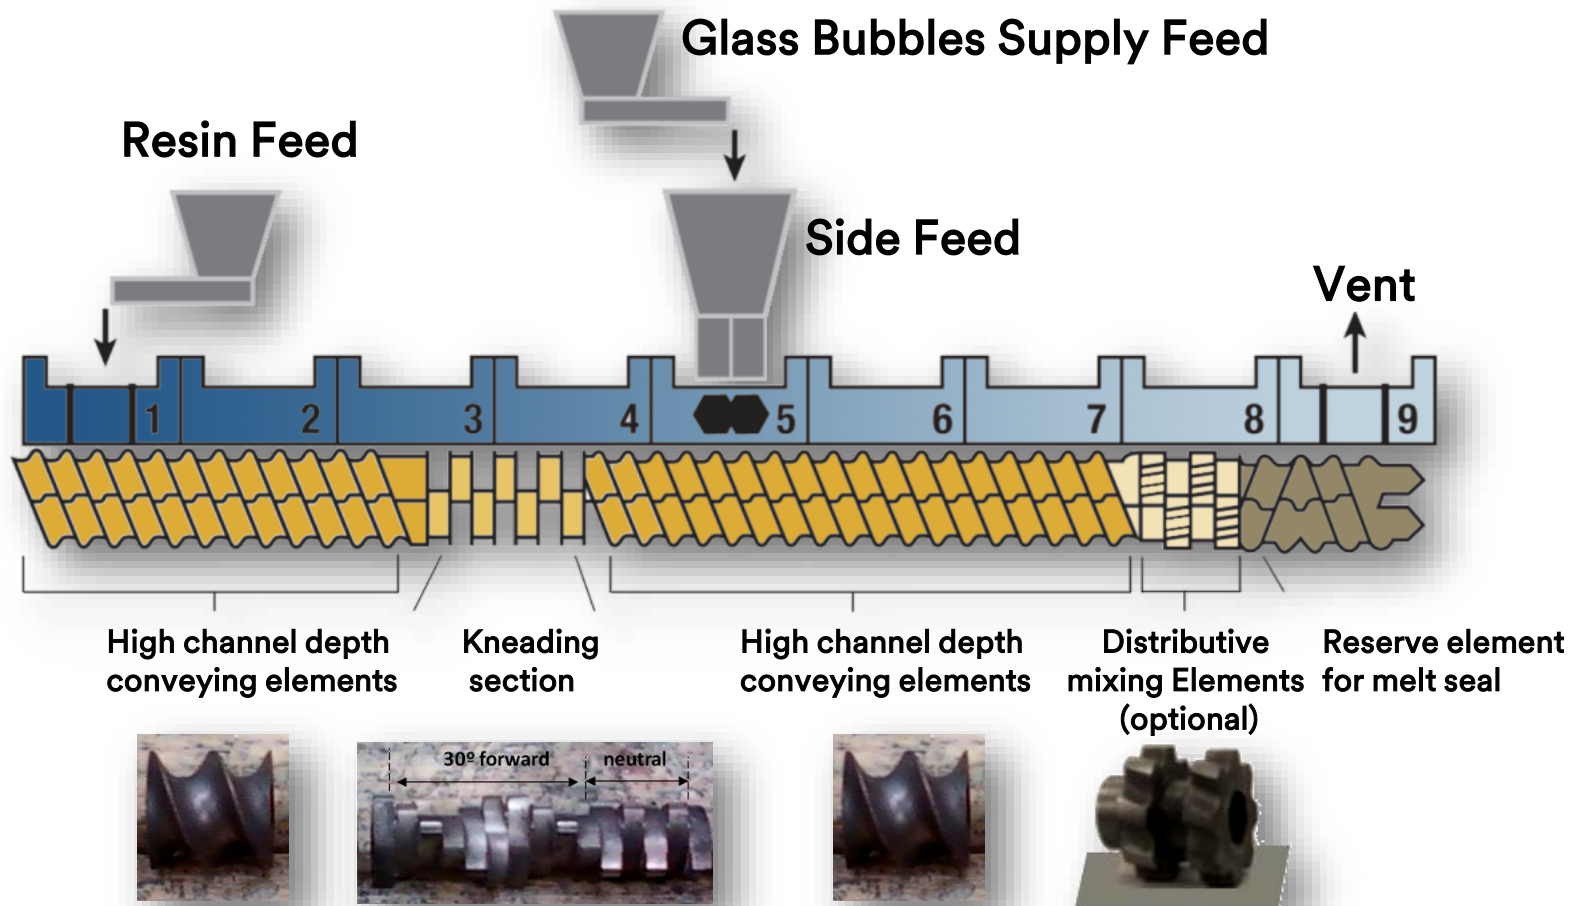 Glass Bubbles Supply Feed
Resin Feed
Side Feed
Vent
1 2 3 4 5 6 7 8 9
High channel depth
conveying elements
Kneading
section
High channel depth
conveying elements
Distributive
mixing Elements
(optional)
Reserve element
for melt seal
30º forward
neutral